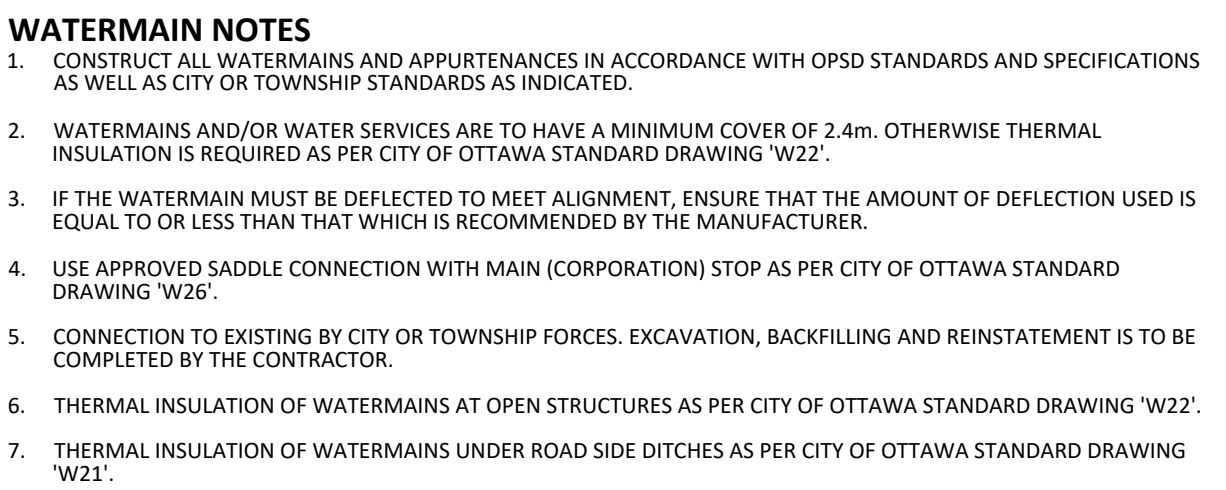 WATERMAIN NOTES
1. CONSTRUCT ALL WATERMAINS AND APPURTENANCES IN ACCORDANCE WITH OPSD STANDARDS AND SPECIFICATIONS
AS WELL AS CITY OR TOWNSHIP STANDARDS AS INDICATED.
2. WATERMAINS AND/OR WATER SERVICES ARE TO HAVE A MINIMUM COVER OF 2.4m. OTHERWISE THERMAL
INSULATION IS REQUIRED AS PER CITY OF OTTAWA STANDARD DRAWING 'W22'.
3. IF THE WATERMAIN MUST BE DEFLECTED TO MEET ALIGNMENT, ENSURE THAT THE AMOUNT OF DEFLECTION USED IS
EQUAL TO OR LESS THAN THAT WHICH IS RECOMMENDED BY THE MANUFACTURER.
4. USE APPROVED SADDLE CONNECTION WITH MAIN (CORPORATION) STOP AS PER CITY OF OTTAWA STANDARD
DRAWING 'W26'.
5. CONNECTION TO EXISTING BY CITY OR TOWNSHIP FORCES. EXCAVATION, BACKFILLING AND REINSTATEMENT IS TO BE
COMPLETED BY THE CONTRACTOR.
6. THERMAL INSULATION OF WATERMAINS AT OPEN STRUCTURES AS PER CITY OF OTTAWA STANDARD DRAWING 'W22'.
7. THERMAL INSULATION OF WATERMAINS UNDER ROAD SIDE DITCHES AS PER CITY OF OTTAWA STANDARD DRAWING
'W21'.